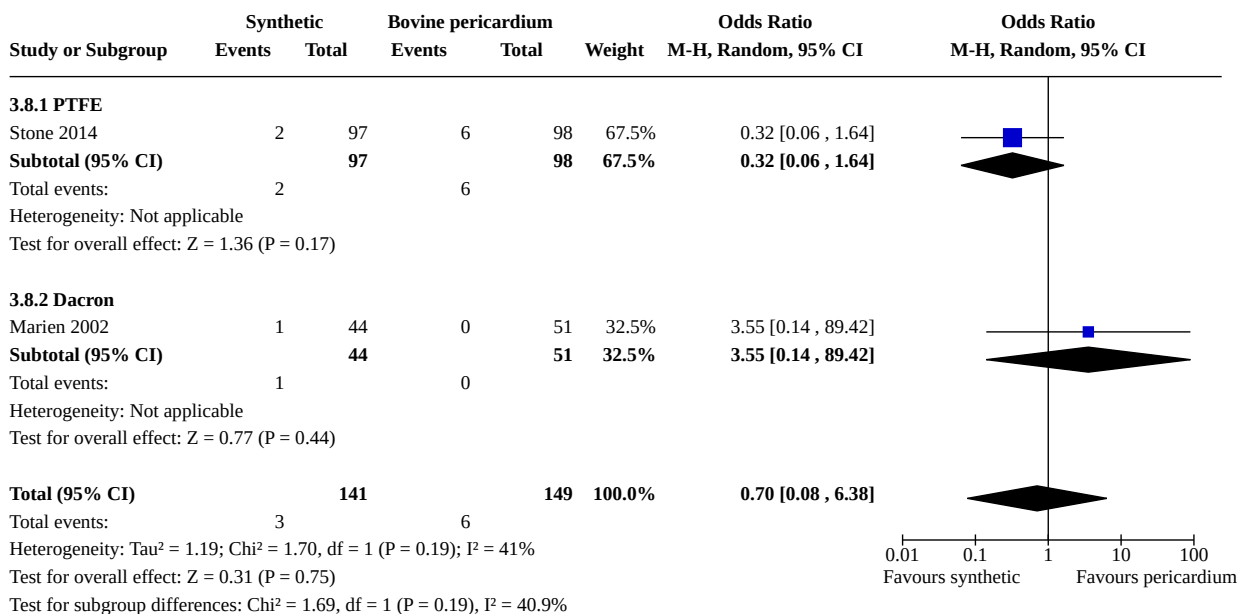 Synthetic Bovine pericardium Odds Ratio Odds Ratio
Study or Subgroup Events Total Events Total Weight M-H, Random, 95% CI M-H, Random, 95% CI
3.8.1 PTFE
Stone 2014 2 97 6 98 67.5% 0.32 [0.06 , 1.64]
Subtotal (95% CI) 97 98 67.5% 0.32 [0.06 , 1.64]
Total events: 2 6
Heterogeneity: Not applicable
Test for overall effect: Z = 1.36 (P = 0.17)
3.8.2 Dacron
Marien 2002 1 44 0 51 32.5% 3.55 [0.14 , 89.42]
Subtotal (95% CI) 44 51 32.5% 3.55 [0.14 , 89.42]
Total events: 1 0
Heterogeneity: Not applicable
Test for overall effect: Z = 0.77 (P = 0.44)
Total (95% CI) 141 149 100.0% 0.70 [0.08 , 6.38]
Total events: 3 6
Heterogeneity: Tau² = 1.19; Chi² = 1.70, df = 1 (P = 0.19); I² = 41%
Test for overall effect: Z = 0.31 (P = 0.75)
Test for subgroup differences: Chi² = 1.69, df = 1 (P = 0.19), I² = 40.9%
0.01 0.1 1 10 100
Favours synthetic Favours pericardium